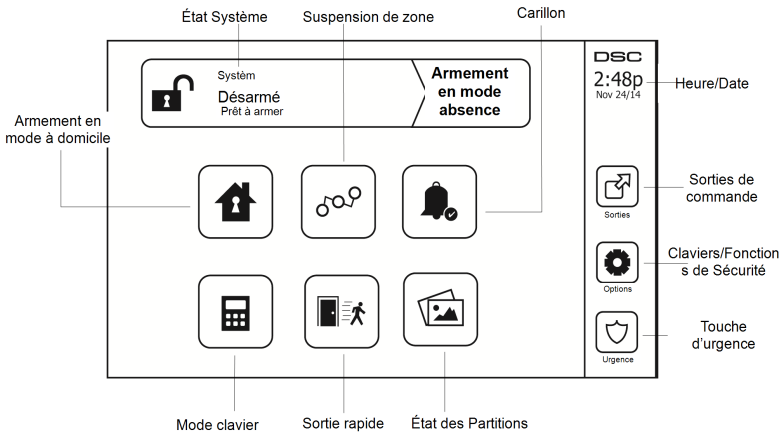 État Système
Suspension de zone
Carillon
Systèm
Désarmé
Prêt à armer
Armement
en mode
absence
DSC
2:48p
Nov 24/14
Heure/Date
Armement en
mode à domicile
Sorties
Sorties de
commande
Options
Claviers/Fonction
s de Sécurité
Urgence
Touche
d'urgence
Mode clavier
Sortie rapide
État des Partitions